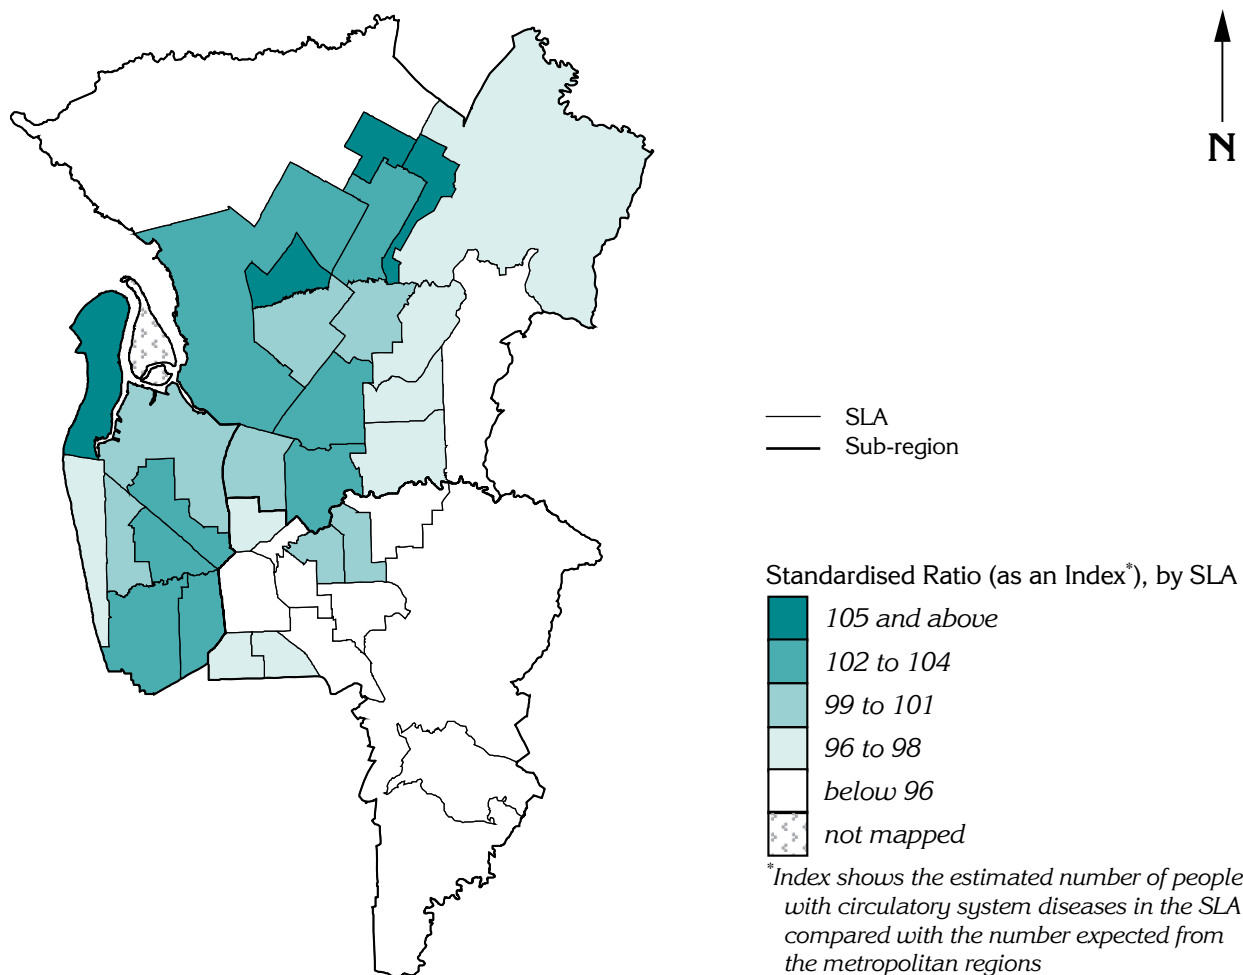 N
SLA
Sub-region
Standardised Ratio (as an Index*), by SLA
105 and above
102 to 104
99 to 101
96 to 98
below 96
not mapped
*Index shows the estimated number of people
with circulatory system diseases in the SLA
compared with the number expected from
the metropolitan regions